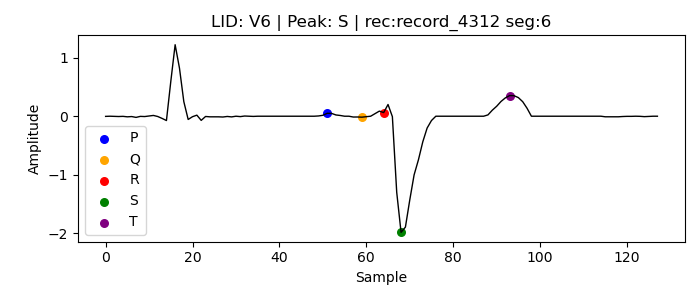 LID: V6 | Peak: S | rec:record_4312 seg:6
Amplitude
1
0
−1
−2
P
Q
R
S
T
0 20 40 60 80 100 120
Sample